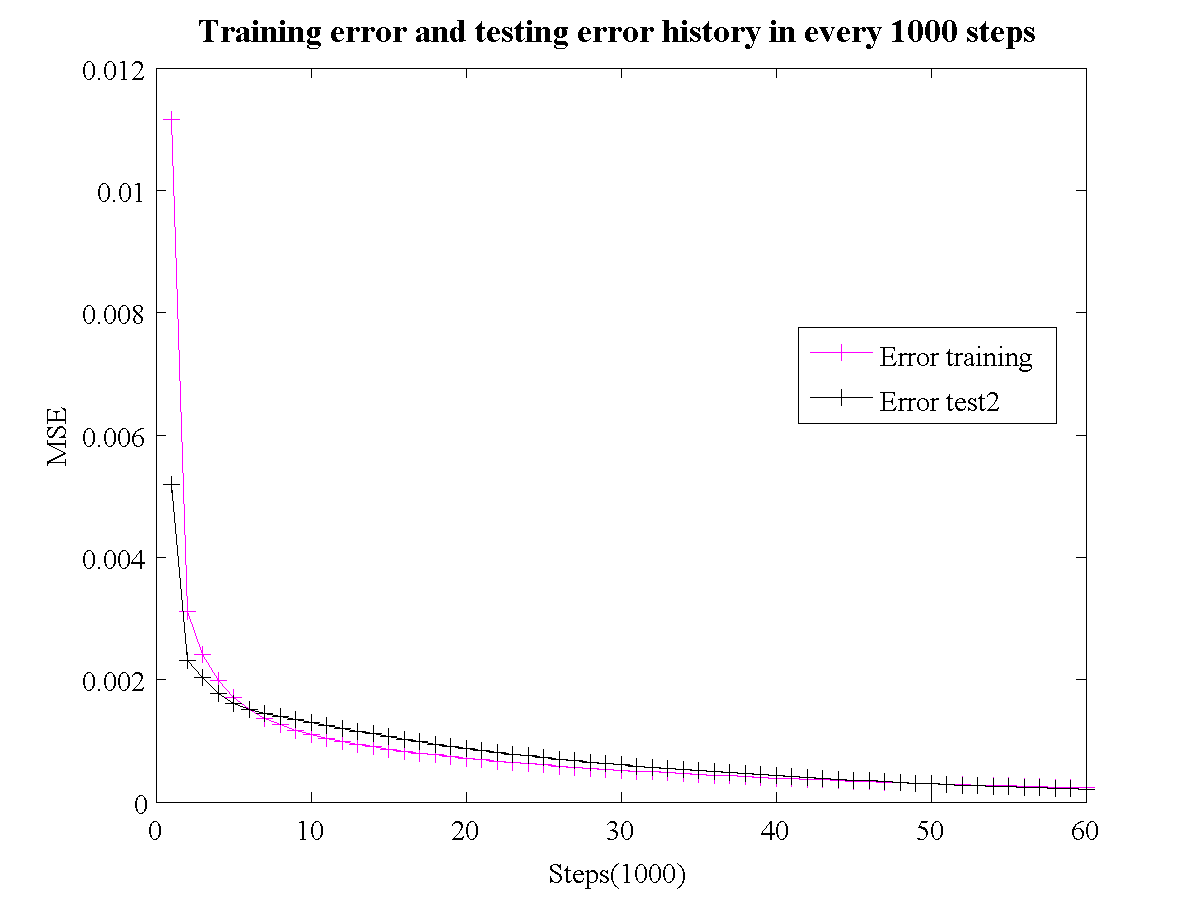 Training error and testing error history in every 1000 steps
0.012
0.01
0.008
0.006
0.004
0.002
0
MSE
Error training
Error test2
0 10 20 30 40 50 60
Steps(1000)